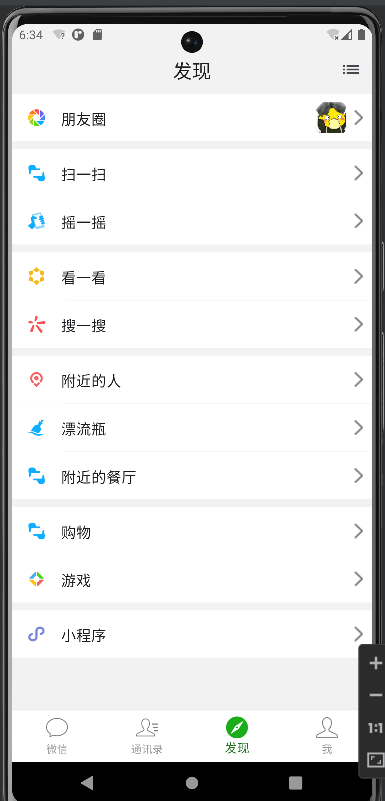 6:34
发现
朋友圈
扫一扫
摇一摇
看一看
搜一搜
附近的人
漂流瓶
附近的餐厅
购物
游戏
小程序
微信 通讯录 发现 我
1:1